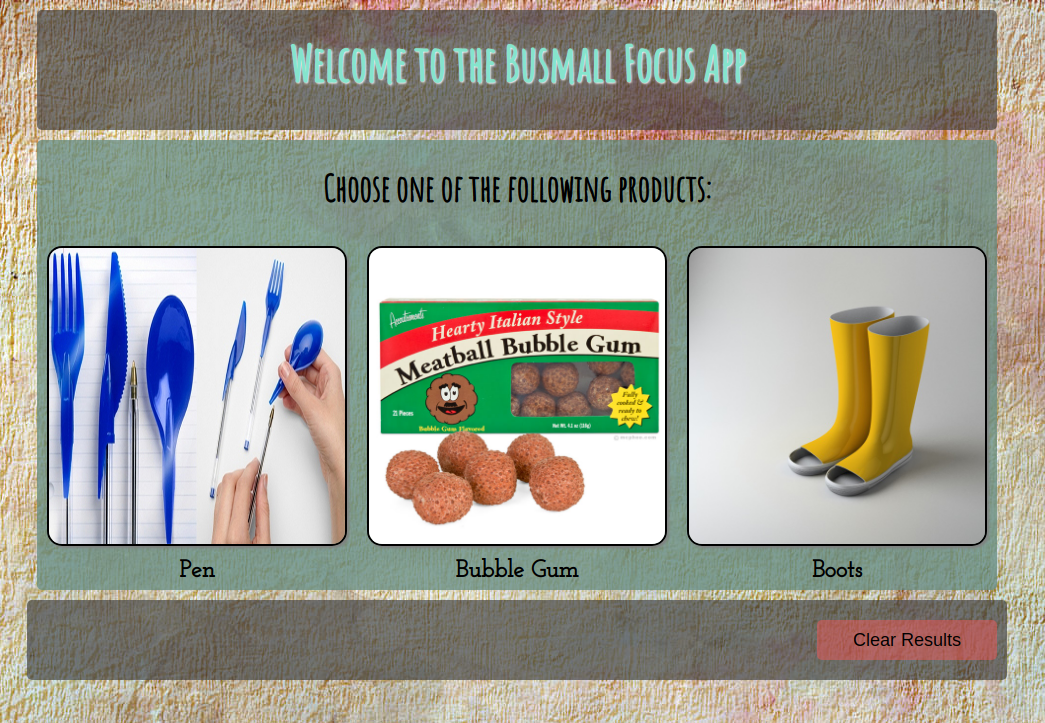 Welcome to the Busmall Focus App
Choose one of the following products:
Accoutrements
Hearty Italian Style
Meatball Bubble Gum
Fully
cooked &
ready to
chew!
21 Pieces
Bubble Gum Flavored
Net Wt. 4.2 oz (120g)
© mcphee.com
Pen
Bubble Gum
Boots
Clear Results